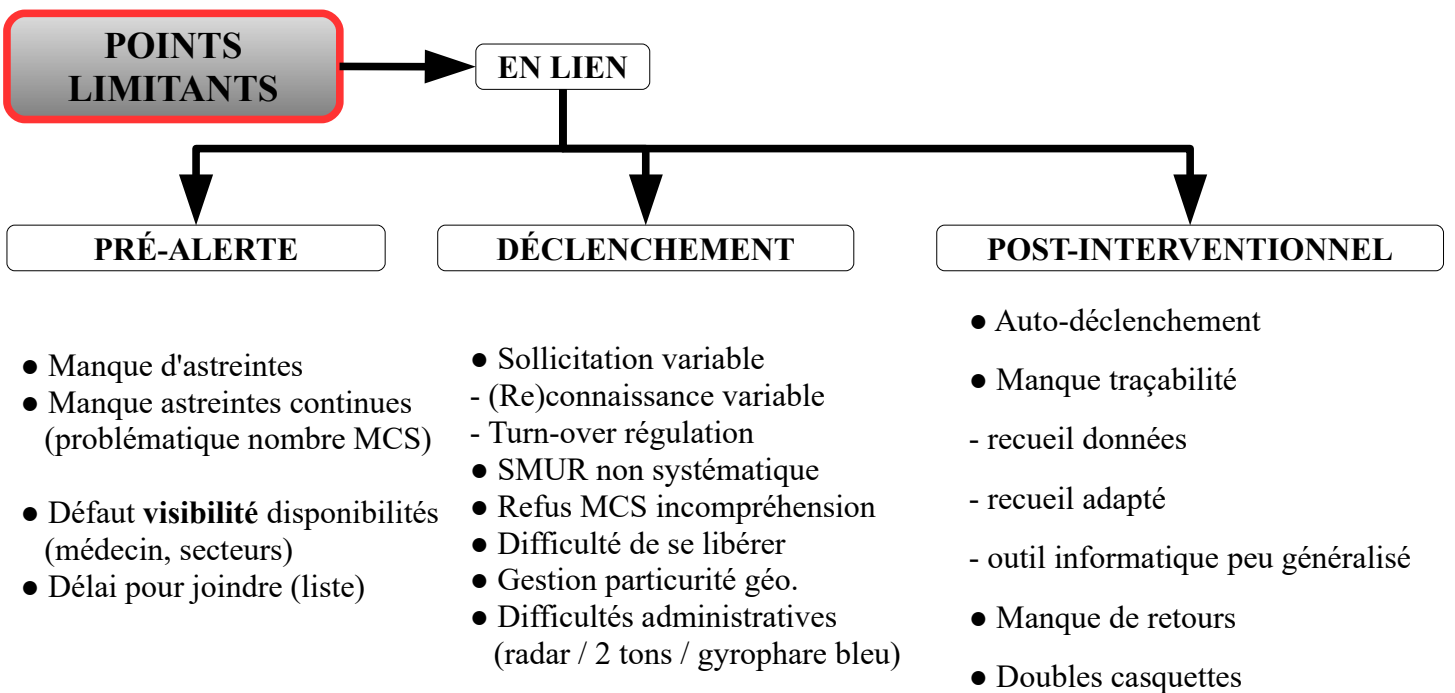 POINTS
LIMITANTS
EN LIEN
PRÉ-ALERTE
● Manque d'astreintes
● Manque astreintes continues
(problématique nombre MCS)
● Défaut visibilité disponibilités
(médecin, secteurs)
● Délai pour joindre (liste)
DÉCLENCHEMENT
● Sollicitation variable
- (Re)connaissance variable
- Turn-over régulation
● SMUR non systématique
● Refus MCS incompréhension
● Difficulté de se libérer
● Gestion particurité géo.
● Difficultés administratives
(radar / 2 tons / gyrophare bleu)
POST-INTERVENTIONNEL
● Auto-déclenchement
● Manque traçabilité
- recueil données
- recueil adapté
- outil informatique peu généralisé
● Manque de retours
● Doubles casquettes